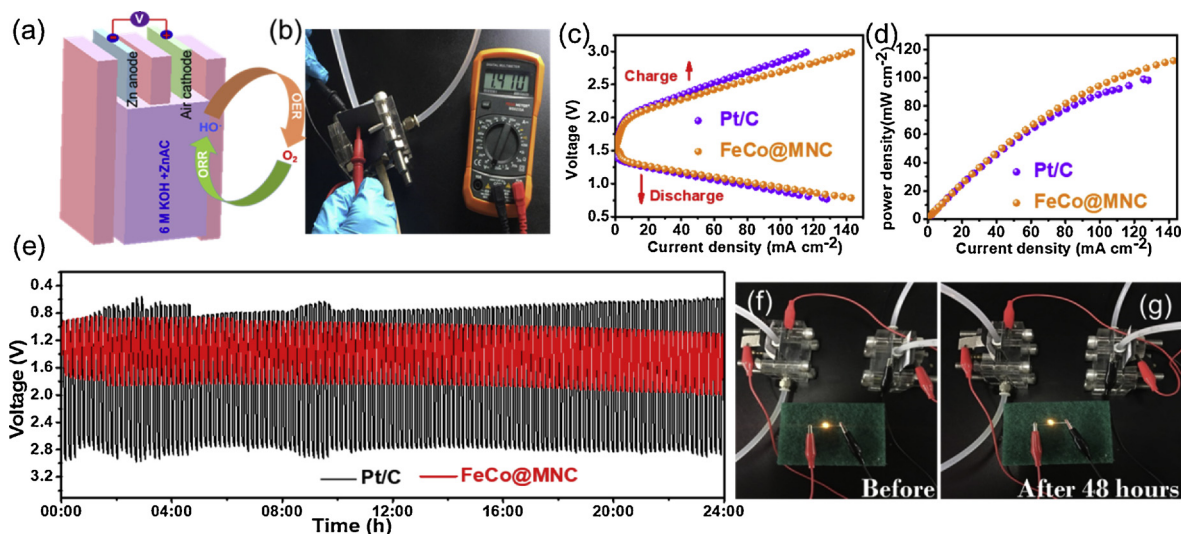 (a)
V
Zn anode
Air cathode
HO-
OER
O2
ORR
6 M KOH +ZnAC
(b)
(c)
3.0
2.5
2.0
1.5
1.0
0.5
Voltage (V)
Charge
Pt/C
FeCo@MNC
Discharge
0 20 40 60 80 100 120 140
Current density (mA cm-2)
(d)
120
100
80
60
40
20
0
power density(mW cm-2)
Pt/C
FeCo@MNC
0 20 40 60 80 100 120 140
Current density (mA cm-2)
(e)
0.4
0.8
1.2
1.6
2.0
2.4
2.8
3.2
Voltage (V)
Pt/C
FeCo@MNC
00:00 04:00 08:00 12:00 16:00 20:00 24:00
Time (h)
(f)
Before
(g)
After 48 hours